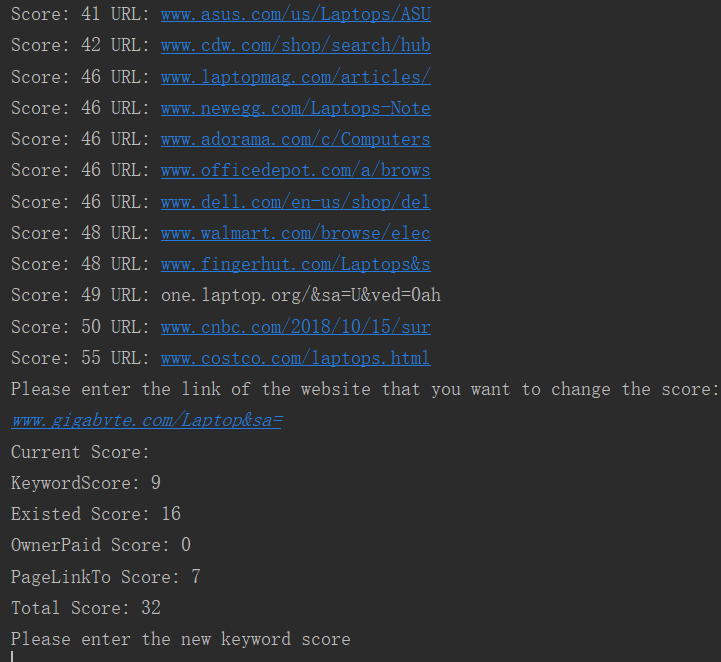 Score: 41 URL: www.asus.com/us/Laptops/ASU
Score: 42 URL: www.cdw.com/shop/search/hub
Score: 46 URL: www.laptopmag.com/articles/
Score: 46 URL: www.newegg.com/Laptops-Note
Score: 46 URL: www.adorama.com/c/Computers
Score: 46 URL: www.officedepot.com/a/brows
Score: 46 URL: www.dell.com/en-us/shop/del
Score: 48 URL: www.walmart.com/browse/elec
Score: 48 URL: www.fingerhut.com/Laptops&s
Score: 49 URL: one.laptop.org/&sa=U&ved=0ah
Score: 50 URL: www.cnbc.com/2018/10/15/sur
Score: 55 URL: www.costco.com/laptops.html
Please enter the link of the website that you want to change the score:
www.gigabyte.com/Laptop&sa=
Current Score:
KeywordScore: 9
Existed Score: 16
OwnerPaid Score: 0
PageLinkTo Score: 7
Total Score: 32
Please enter the new keyword score